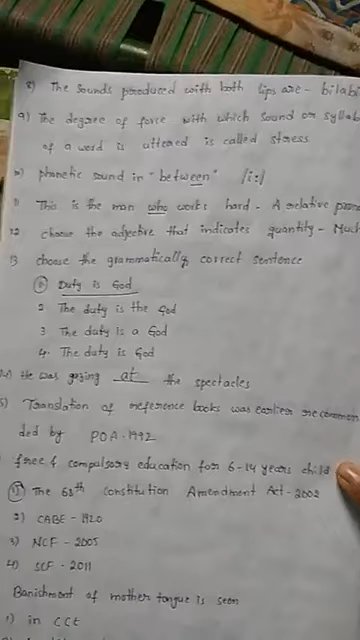 8) The sounds produced with both lips are - bilabi
9) The degree of force with which sound or syllab
of a word is uttered is called stress
phonetic sound in "between" /i:/
11 This is the man who works hard - A relative pron
12 choose the adjective that indicates quantity - Much
13 choose the grammatically correct sentence
① Duty is God
2 The duty is the God
3 The duty is a God
4. The duty is God
14) He was gazing at the spectacles
5) Translation of reference books was earlier recommen
ded by POA-1992
free & compulsory education for 6-14 years child
① The 68th Constitution Amendment Act - 2002
2) CABE - 1920
3) NCF - 2005
4) SCF - 2011
Banishment of mother tongue is seen
1) in CCE